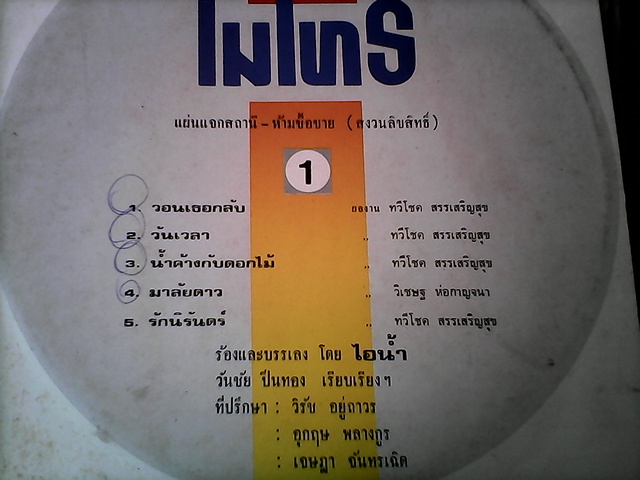 ไมโทร
แผ่นแจกสถานี - ห้ามซื้อขาย (สงวนลิขสิทธิ์)
1
1. วอนเธอกลับ ผลงาน ทวีโชค สรรเสริญสุข
2. วันเวลา ,, ทวีโชค สรรเสริญสุข
3. น้ำค้างกับดอกไม้ ,, ทวีโชค สรรเสริญสุข
4. มาลัยดาว ,, วิเชษฐ ห่อกาญจนา
5. รักนิรันดร์ ,, ทวีโชค สรรเสริญสุข
ร้องและบรรเลง โดย ไอน้ำ
วันชัย ปั้นทอง เรียบเรียงฯ
ที่ปรึกษา : วิรัช อยู่ถาวร
: อุกฤษ พลางกูร
: เจษฎา ฉันทรเฉิด